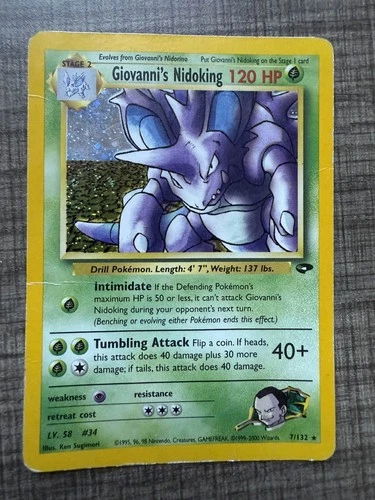 STAGE 2
Evolves from Giovanni's Nidorino
Put Giovanni's Nidoking on the Stage 1 card
Giovanni's Nidoking 120 HP
Drill Pokémon. Length: 4' 7", Weight: 137 lbs.
Intimidate If the Defending Pokémon's
maximum HP is 50 or less, it can't attack Giovanni's
Nidoking during your opponent's next turn.
(Benching or evolving either Pokémon ends this effect.)
Tumbling Attack Flip a coin. If heads,
this attack does 40 damage plus 30 more
damage; if tails, this attack does 40 damage.
40+
weakness
resistance
retreat cost
LV. 58 #34
Illus. Ken Sugimori
©1995, 96, 98 Nintendo, Creatures, GAMEFREAK. ©1999-2000 Wizards.
7/132 ★